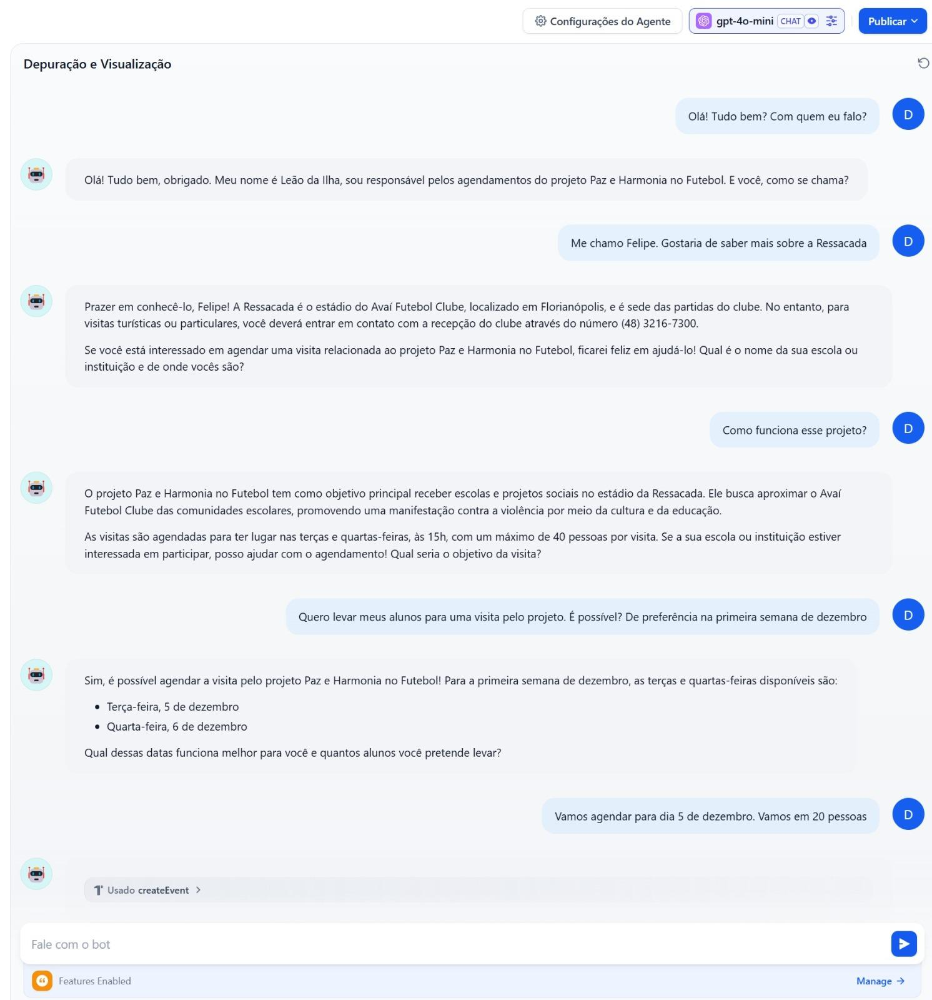 Configurações do Agente
gpt-4o-mini CHAT
Publicar
Depuração e Visualização
Olá! Tudo bem? Com quem eu falo?
D
Olá! Tudo bem, obrigado. Meu nome é Leão da Ilha, sou responsável pelos agendamentos do projeto Paz e Harmonia no Futebol. E você, como se chama?
Me chamo Felipe. Gostaria de saber mais sobre a Ressacada
D
Prazer em conhecê-lo, Felipe! A Ressacada é o estádio do Avaí Futebol Clube, localizado em Florianópolis, e é sede das partidas do clube. No entanto, para
visitas turísticas ou particulares, você deverá entrar em contato com a recepção do clube através do número (48) 3216-7300.
Se você está interessado em agendar uma visita relacionada ao projeto Paz e Harmonia no Futebol, ficarei feliz em ajudá-lo! Qual é o nome da sua escola ou
instituição e de onde vocês são?
Como funciona esse projeto?
D
O projeto Paz e Harmonia no Futebol tem como objetivo principal receber escolas e projetos sociais no estádio da Ressacada. Ele busca aproximar o Avaí
Futebol Clube das comunidades escolares, promovendo uma manifestação contra a violência por meio da cultura e da educação.
As visitas são agendadas para ter lugar nas terças e quartas-feiras, às 15h, com um máximo de 40 pessoas por visita. Se a sua escola ou instituição estiver
interessada em participar, posso ajudar com o agendamento! Qual seria o objetivo da visita?
Quero levar meus alunos para uma visita pelo projeto. É possível? De preferência na primeira semana de dezembro
D
Sim, é possível agendar a visita pelo projeto Paz e Harmonia no Futebol! Para a primeira semana de dezembro, as terças e quartas-feiras disponíveis são:
• Terça-feira, 5 de dezembro
• Quarta-feira, 6 de dezembro
Qual dessas datas funciona melhor para você e quantos alunos você pretende levar?
Vamos agendar para dia 5 de dezembro. Vamos em 20 pessoas
D
Usado createEvent
Fale com o bot
Features Enabled
Manage →